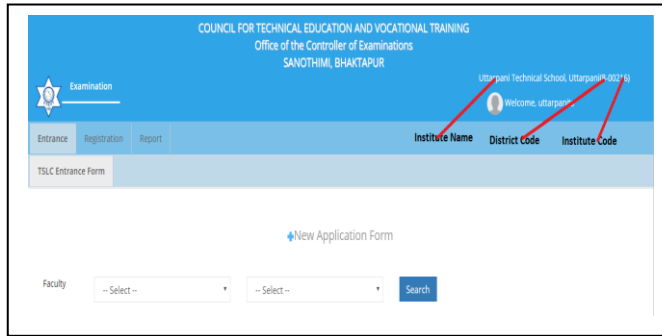 COUNCIL FOR TECHNICAL EDUCATION AND VOCATIONAL TRAINING
Office of the Controller of Examinations
SANOTHIMI, BHAKTAPUR
Uttarpani Technical School, Uttarpani(8-00216)
Examination
Welcome,
Entrance Registration Report
Institute Name District Code Institute Code
TSLC Entrance Form
New Application Form
Faculty -- Select -- -- Select -- Search